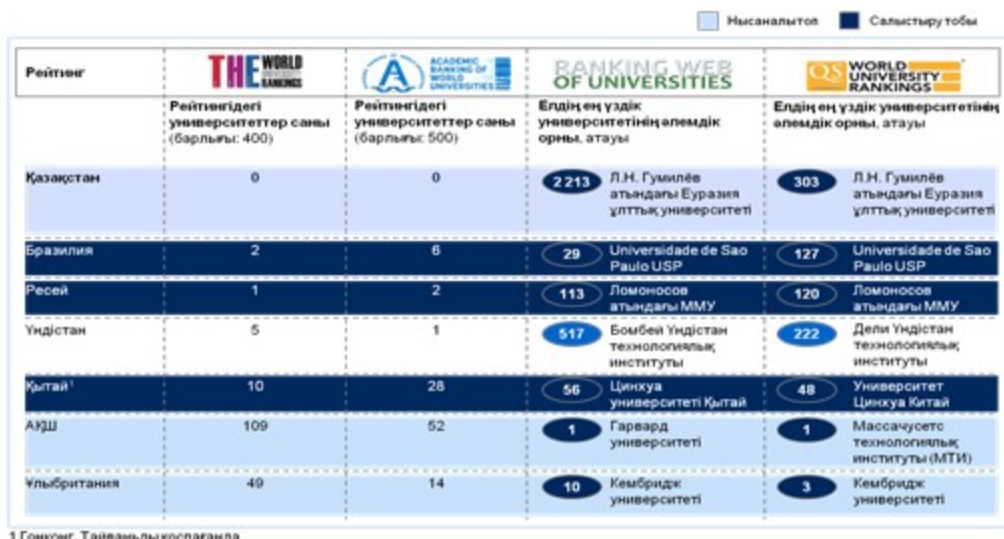 Нысаналы топ Салыстыру тобы
Рейтинг THE WORLD UNIVERSITY RANKINGS ACADEMIC RANKING OF WORLD UNIVERSITIES RANKING WEB OF UNIVERSITIES QS WORLD UNIVERSITY RANKINGS
Рейтингідегі университеттер саны (барлығы: 400)
Рейтингідегі университеттер саны (барлығы: 500)
Елдің ең үздік университетінің әлемдік орны, атауы
Елдің ең үздік университетінің әлемдік орны, атауы
Қазақстан 0 0 2 213 Л.Н. Гумилёв атындағы Еуразия ұлттық университеті 303 Л.Н. Гумилёв атындағы Еуразия ұлттық университеті
Бразилия 2 6 29 Universidade de Sao Paulo USP 127 Universidade de Sao Paulo USP
Ресей 1 2 113 Ломоносов атындағы ММУ 120 Ломоносов атындағы ММУ
Үндістан 5 1 517 Бомбей Үндістан технологиялық институты 222 Дели Үндістан технологиялық институты
Қытай¹ 10 28 56 Цинхуа университеті Қытай 48 Университет Цинхуа Китай
АҚШ 109 52 1 Гарвард университеті 1 Массачусетс технологиялық институты (МТИ)
Ұлыбритания 49 14 10 Кембридж университеті 3 Кембридж университеті
1 Гонконг, Тайваньды қоспағанда